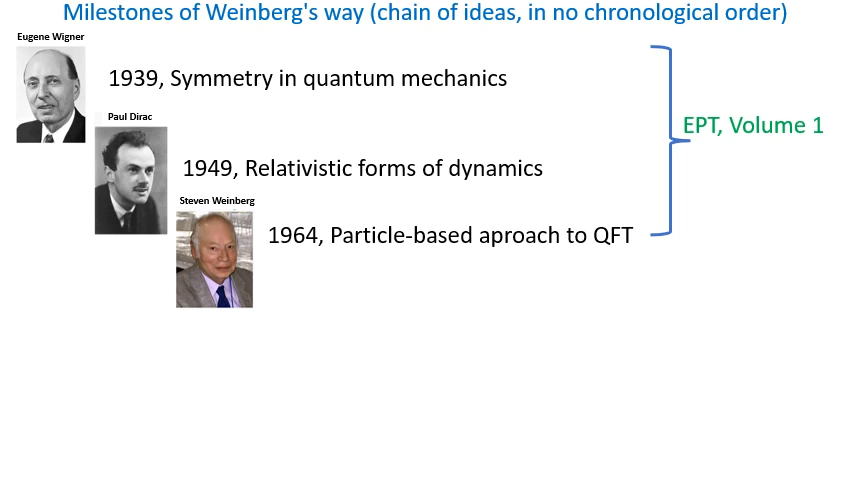 Milestones of Weinberg's way (chain of ideas, in no chronological order)
Eugene Wigner
1939, Symmetry in quantum mechanics
Paul Dirac
EPT, Volume 1
1949, Relativistic forms of dynamics
Steven Weinberg
1964, Particle-based aproach to QFT